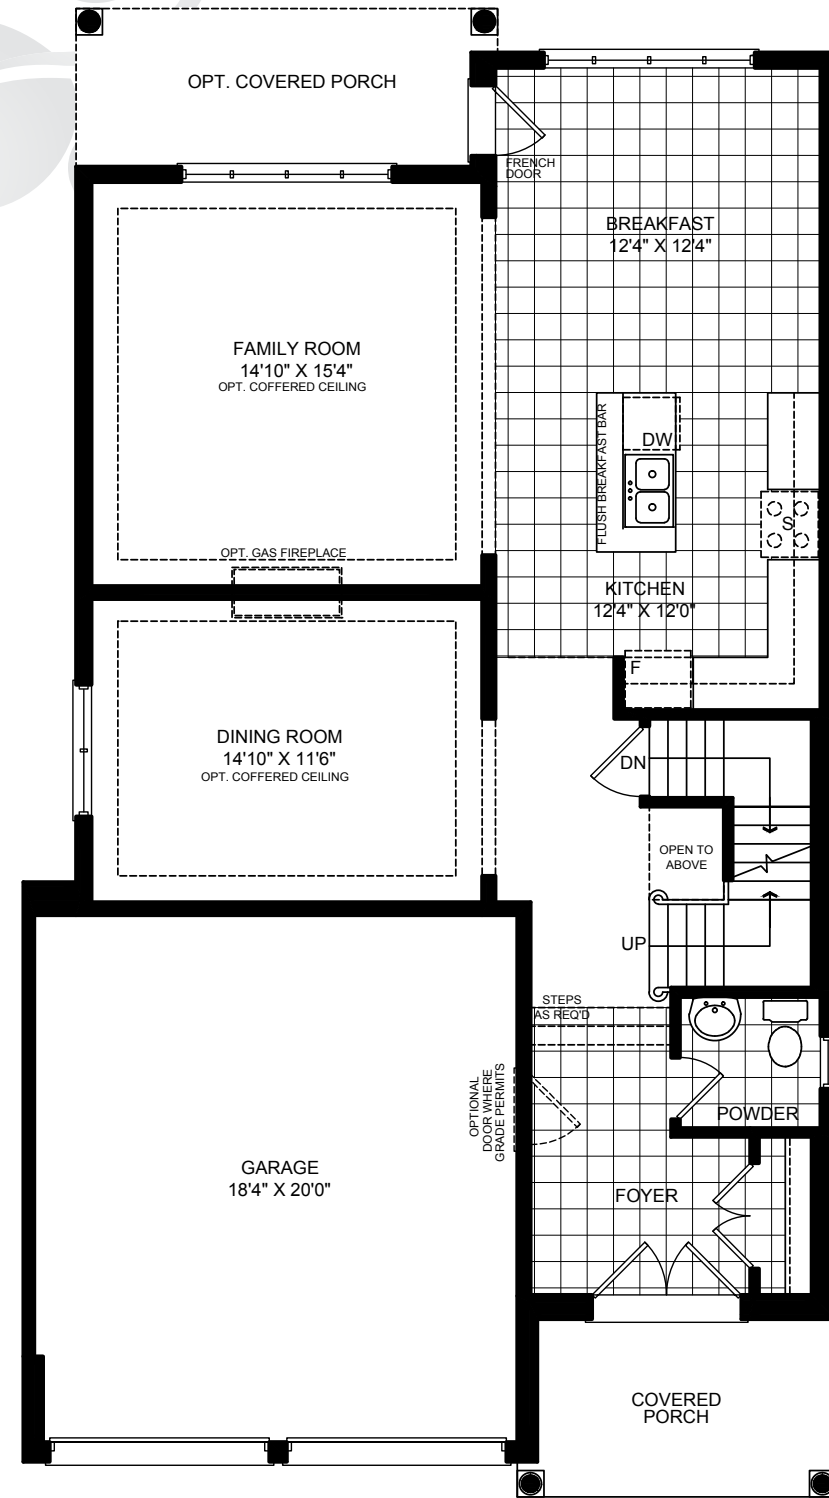 OPT. COVERED PORCH
FRENCH
DOOR
BREAKFAST
12'4" X 12'4"
FAMILY ROOM
14'10" X 15'4"
OPT. COFFERED CEILING
FLUSH BREAKFAST BAR
DW
S
OPT. GAS FIREPLACE
KITCHEN
12'4" X 12'0"
F
DINING ROOM
14'10" X 11'6"
OPT. COFFERED CEILING
DN
OPEN TO
ABOVE
UP
STEPS
AS REQ'D
OPTIONAL
DOOR WHERE
GRADE PERMITS
POWDER
GARAGE
18'4" X 20'0"
FOYER
COVERED
PORCH